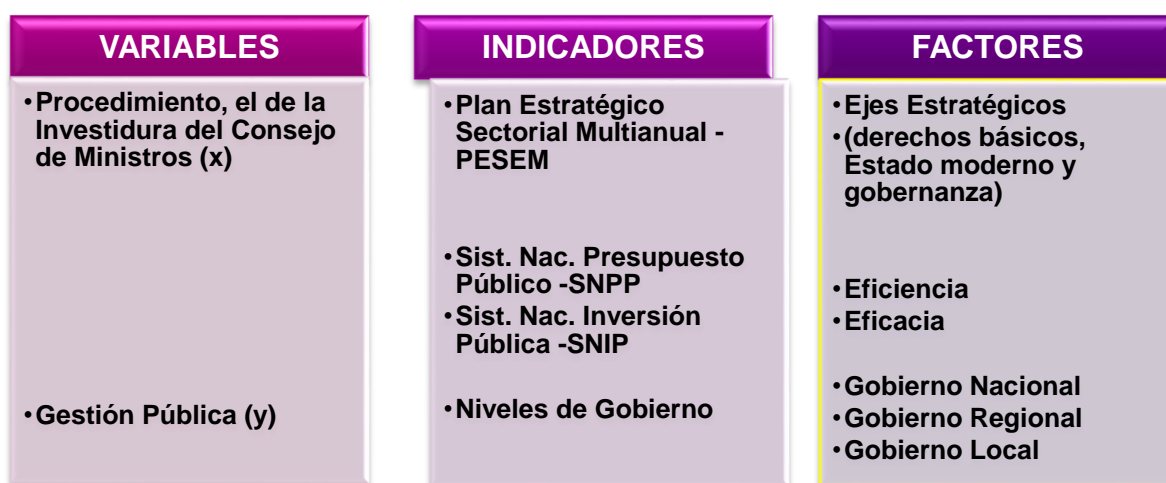 VARIABLES
•Procedimiento, el de la
Investidura del Consejo
de Ministros (x)
•Gestión Pública (y)
INDICADORES
•Plan Estratégico
Sectorial Multianual -
PESEM
•Sist. Nac. Presupuesto
Público -SNPP
•Sist. Nac. Inversión
Pública -SNIP
•Niveles de Gobierno
FACTORES
•Ejes Estratégicos
•(derechos básicos,
Estado moderno y
gobernanza)
•Eficiencia
•Eficacia
•Gobierno Nacional
•Gobierno Regional
•Gobierno Local